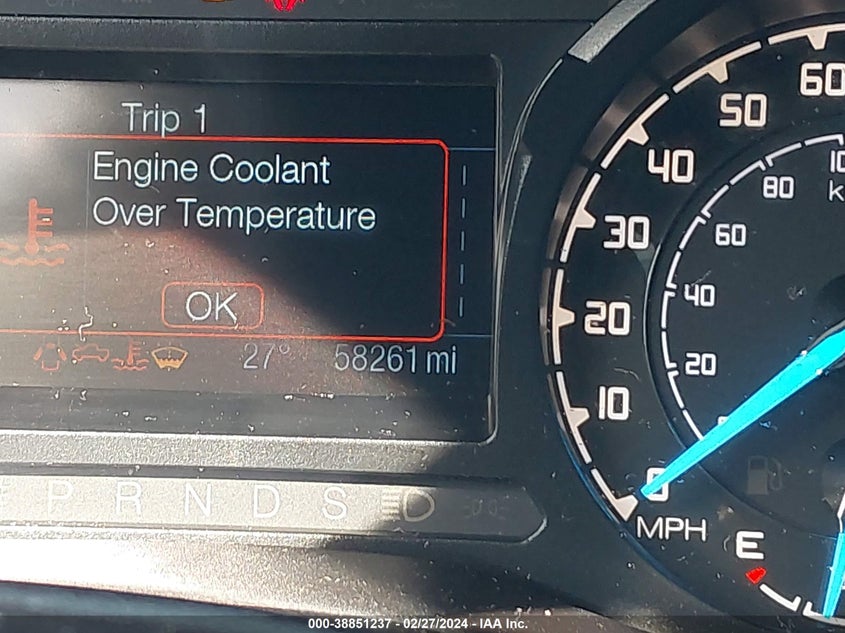 Trip 1
Engine Coolant
Over Temperature
OK
27° 58261 mi
P R N D S
0
10
20
30
40
50
60
MPH
20
40
60
80
E
000-38851237 - 02/27/2024 - IAA Inc.